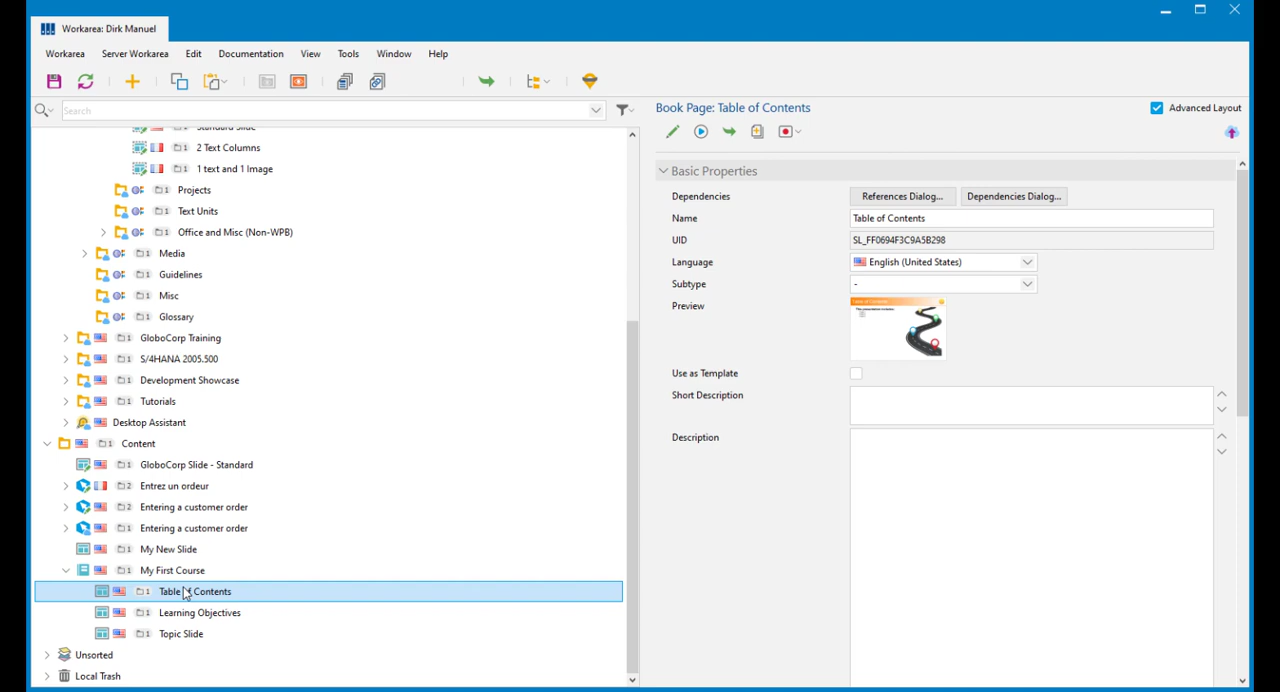 Workarea: Dirk Manuel
Workarea Server Workarea Edit Documentation View Tools Window Help
Search
Standard Slide
2 Text Columns
1 text and 1 Image
Projects
Text Units
Office and Misc (Non-WPB)
Media
Guidelines
Misc
Glossary
GloboCorp Training
S/4HANA 2005.500
Development Showcase
Tutorials
Desktop Assistant
Content
GloboCorp Slide - Standard
Entrez un ordeur
Entering a customer order
Entering a customer order
My New Slide
My First Course
Table of Contents
Learning Objectives
Topic Slide
Unsorted
Local Trash
Book Page: Table of Contents
Advanced Layout
Basic Properties
Dependencies References Dialog... Dependencies Dialog...
Name Table of Contents
UID SL_FF0694F3C9A5B298
Language English (United States)
Subtype -
Preview
Table of Contents
Use as Template
Short Description
Description